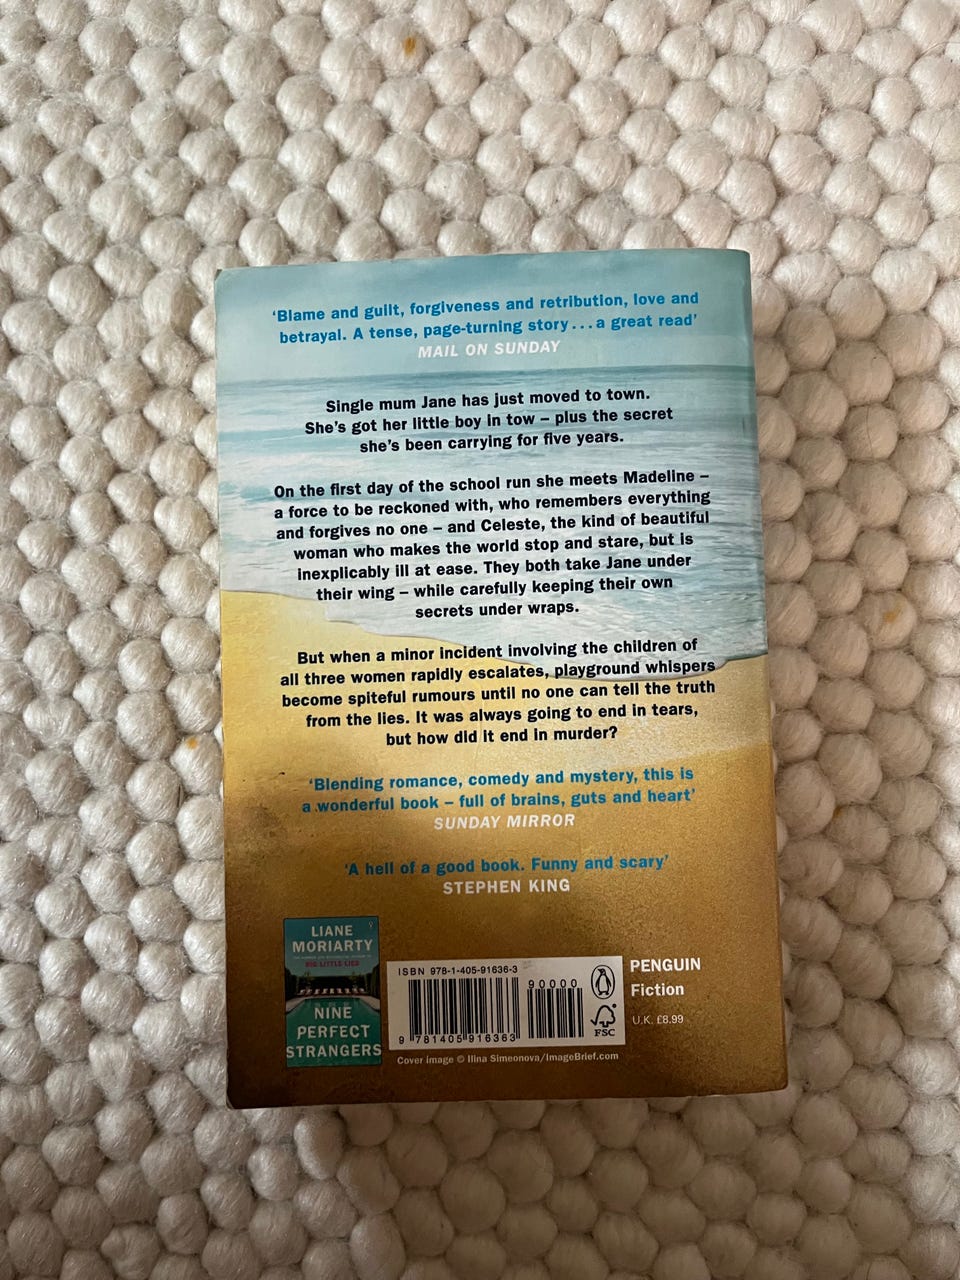 ‘Blame and guilt, forgiveness and retribution, love and
betrayal. A tense, page-turning story...a great read’
MAIL ON SUNDAY
Single mum Jane has just moved to town.
She’s got her little boy in tow – plus the secret
she’s been carrying for five years.
On the first day of the school run she meets Madeline –
a force to be reckoned with, who remembers everything
and forgives no one – and Celeste, the kind of beautiful
woman who makes the world stop and stare, but is
inexplicably ill at ease. They both take Jane under
their wing – while carefully keeping their own
secrets under wraps.
But when a minor incident involving the children of
all three women rapidly escalates, playground whispers
become spiteful rumours until no one can tell the truth
from the lies. It was always going to end in tears,
but how did it end in murder?
‘Blending romance, comedy and mystery, this is
a wonderful book – full of brains, guts and heart’
SUNDAY MIRROR
‘A hell of a good book. Funny and scary’
STEPHEN KING
LIANE
MORIARTY
BIG LITTLE LIES
NINE
PERFECT
STRANGERS
ISBN 978-1-405-91636-3
90000
9 781405 916363
FSC
PENGUIN
Fiction
U.K. £8.99
Cover image © Ilina Simeonova/ImageBrief.com